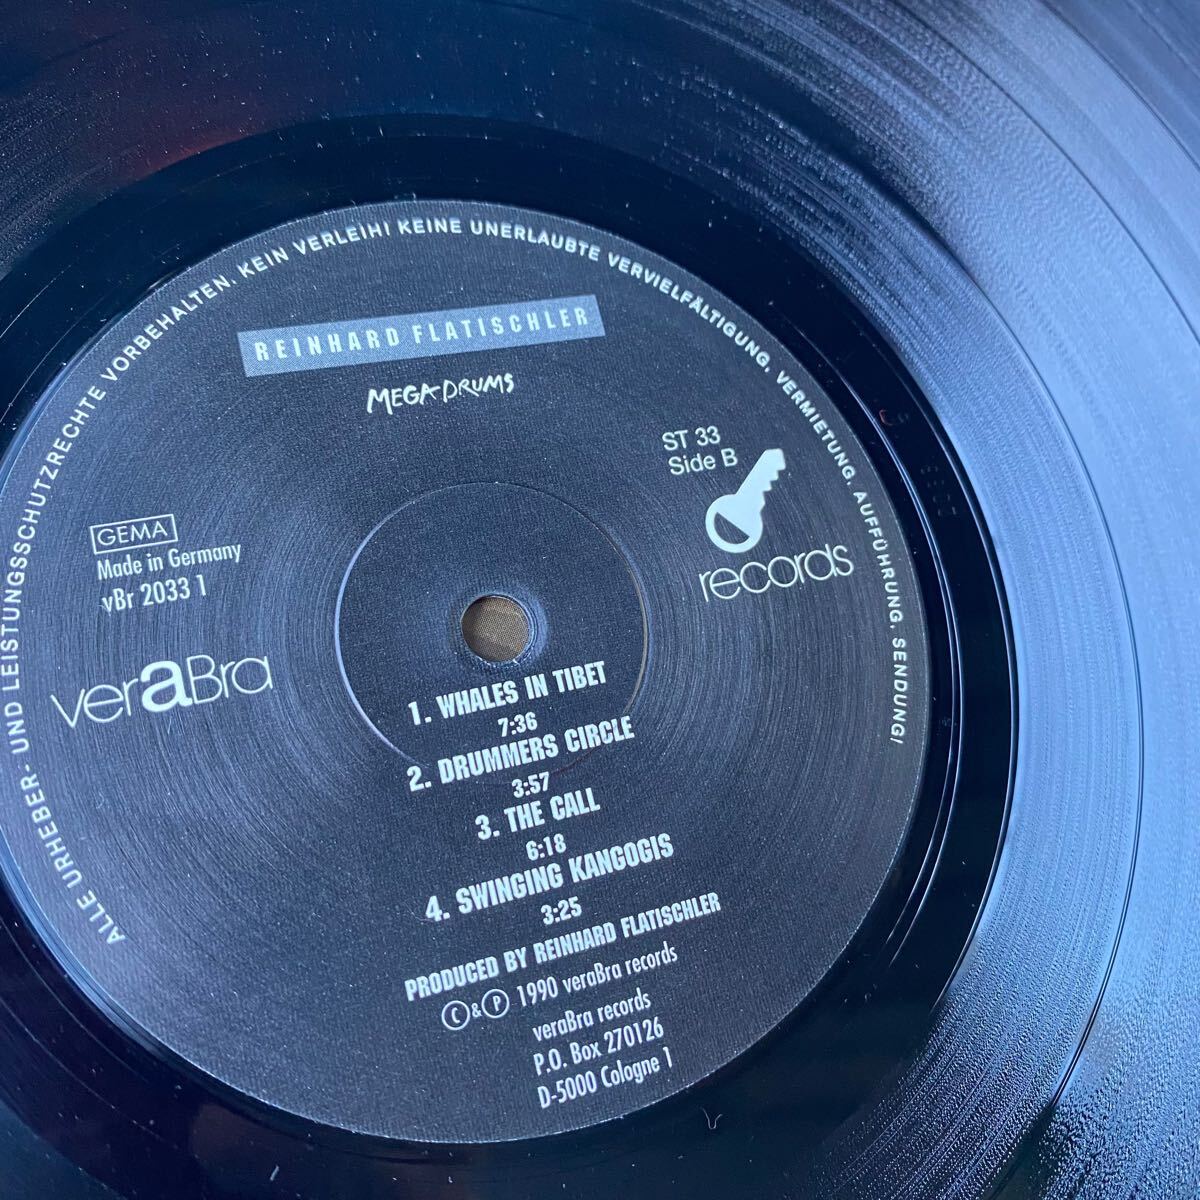 ALLE URHEBER- UND LEISTUNGSSCHUTZRECHTE VORBEHALTEN. KEIN VERLEIH! KEINE UNERLAUBTE VERVIELFÄLTIGUNG, VERMIETUNG, AUFFÜHRUNG, SENDUNG!
REINHARD FLATISCHLER
MEGADRUMS
ST 33
Side B
records
GEMA
Made in Germany
vBr 2033 1
veraBra
1. WHALES IN TIBET
7:36
2. DRUMMERS CIRCLE
3:57
3. THE CALL
6:18
4. SWINGING KANGOGIS
3:25
PRODUCED BY REINHARD FLATISCHLER
© & ℗ 1990 veraBra records
veraBra records
P.O. Box 270126
D-5000 Cologne 1